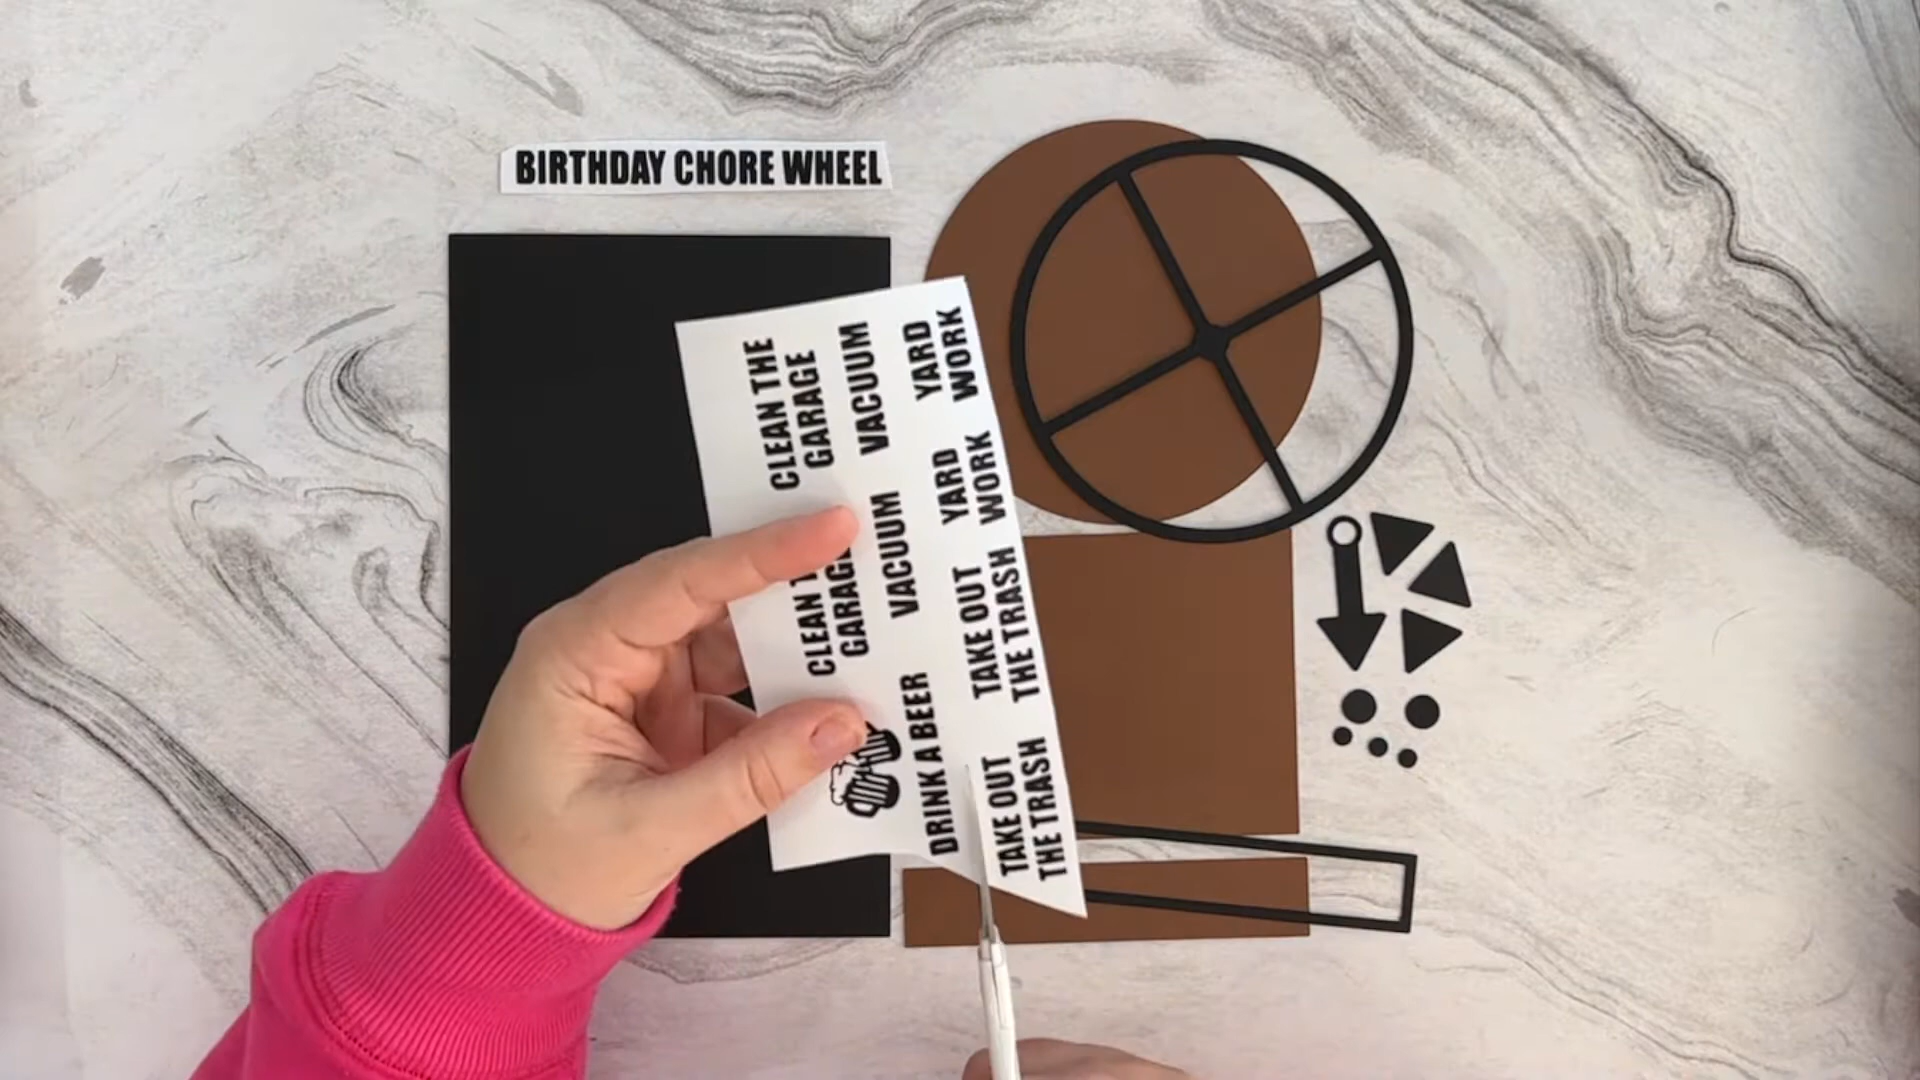 BIRTHDAY CHORE WHEEL
CLEAN THE
GARAGE
VACUUM
YARD
WORK
CLEAN
GARAGE
VACUUM
YARD
WORK
DRINK A BEER
TAKE OUT
THE TRASH
TAKE OUT
THE TRASH